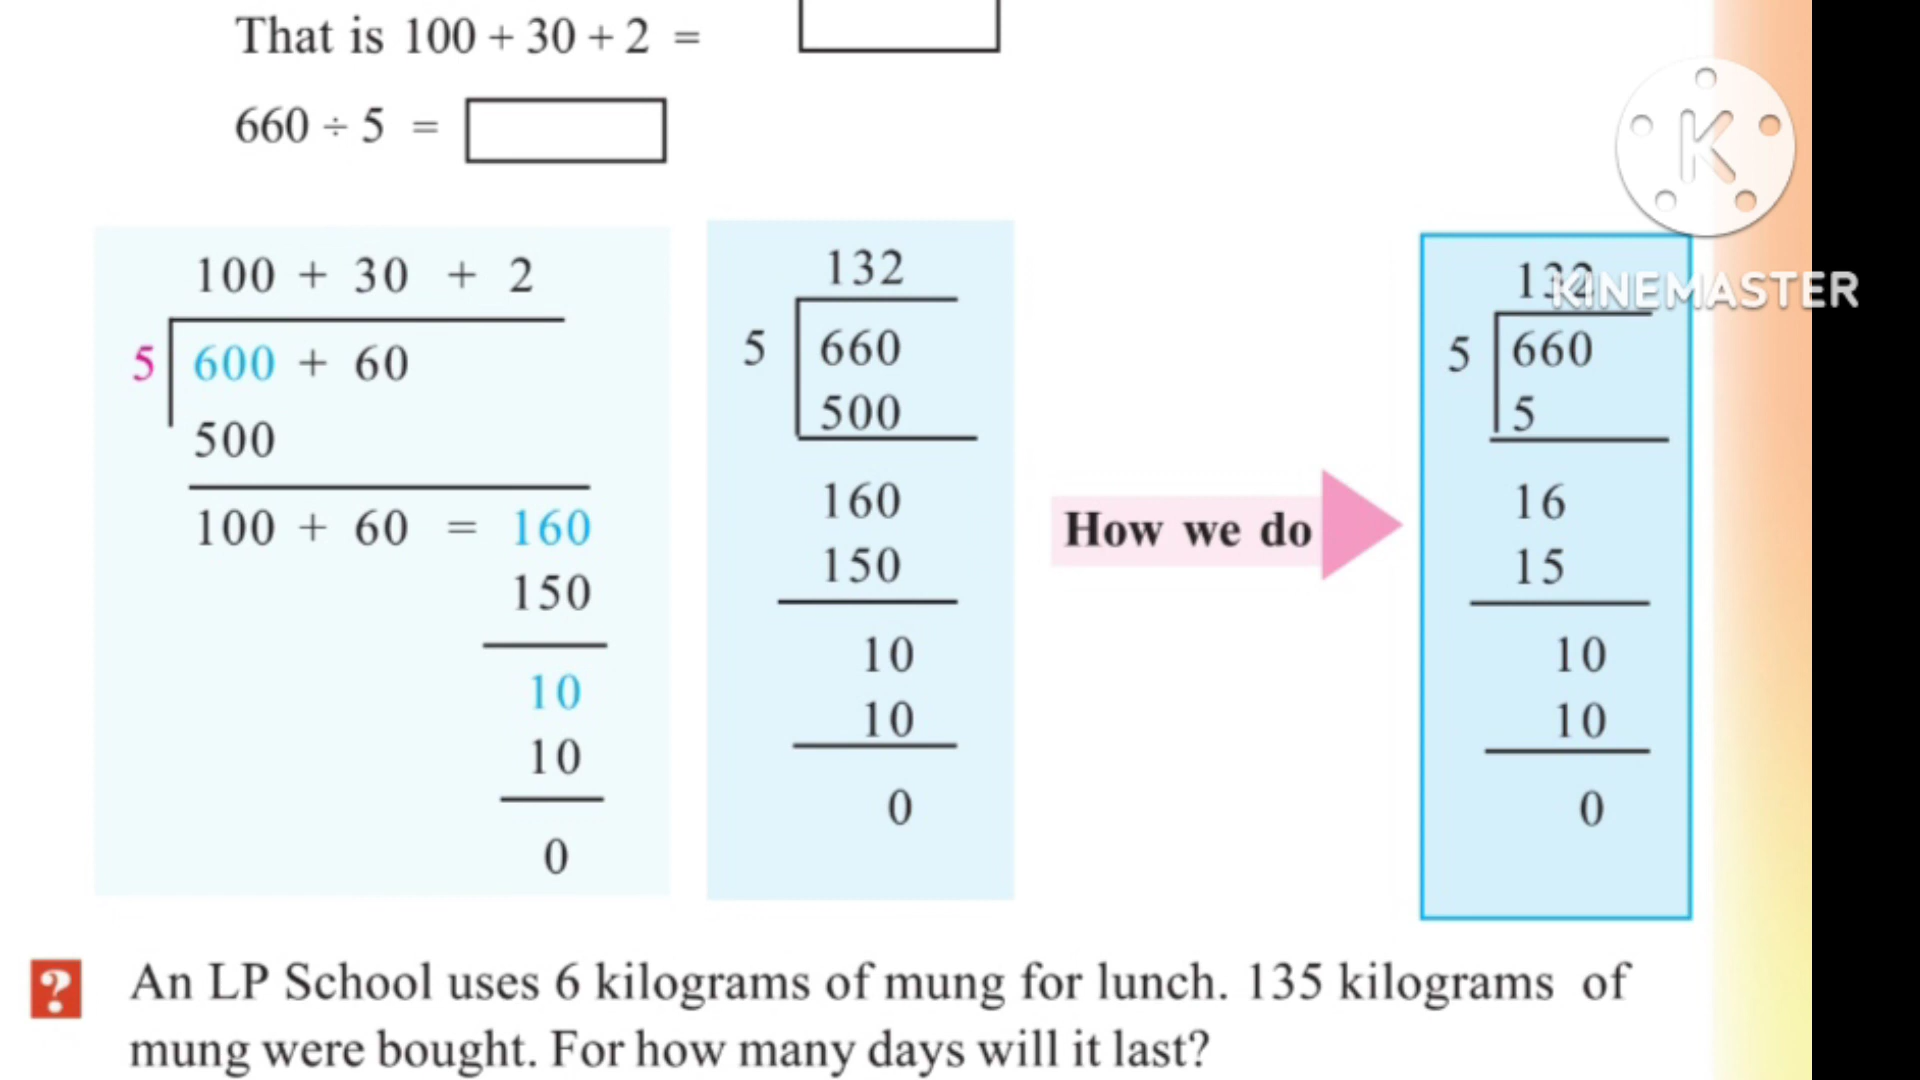 That is 100 + 30 + 2 =
660 ÷ 5 =
100 + 30 + 2
5 600 + 60
500
100 + 60 = 160
150
10
10
0
132
5 660
500
160
150
10
10
0
How we do
132
5 660
5
16
15
10
10
0
K
KINEMASTER
? An LP School uses 6 kilograms of mung for lunch. 135 kilograms of
mung were bought. For how many days will it last?